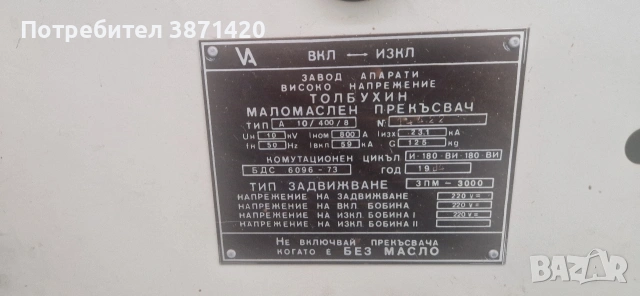 Потребител 3871420
VA ВКЛ ↔ ИЗКЛ
ЗАВОД АПАРАТИ
ВИСОКО НАПРЕЖЕНИЕ
ТОЛБУХИН
МАЛОМАСЛЕН ПРЕКЪСВАЧ
ТИП А 10/400/8 №
Uн 10 kV Iном 800 A Iизк 23.1 kA
fн 50 Hz Iвкл 59 kA G 125 kg
КОМУТАЦИОНЕН ЦИКЪЛ И-180-ВИ-180-ВИ
БДС 6096-73 ГОД 19
ТИП ЗАДВИЖВАНЕ ЗПМ-3000
НАПРЕЖЕНИЕ НА ЗАДВИЖВАНЕ 220 V=
НАПРЕЖЕНИЕ НА ВКЛ БОБИНА 220 V=
НАПРЕЖЕНИЕ НА ИЗКЛ БОБИНА I 220 V=
НАПРЕЖЕНИЕ НА ИЗКЛ БОБИНА II
НЕ ВКЛЮЧВАЙ ПРЕКЪСВАЧА
КОГАТО Е БЕЗ МАСЛО
BAZAR